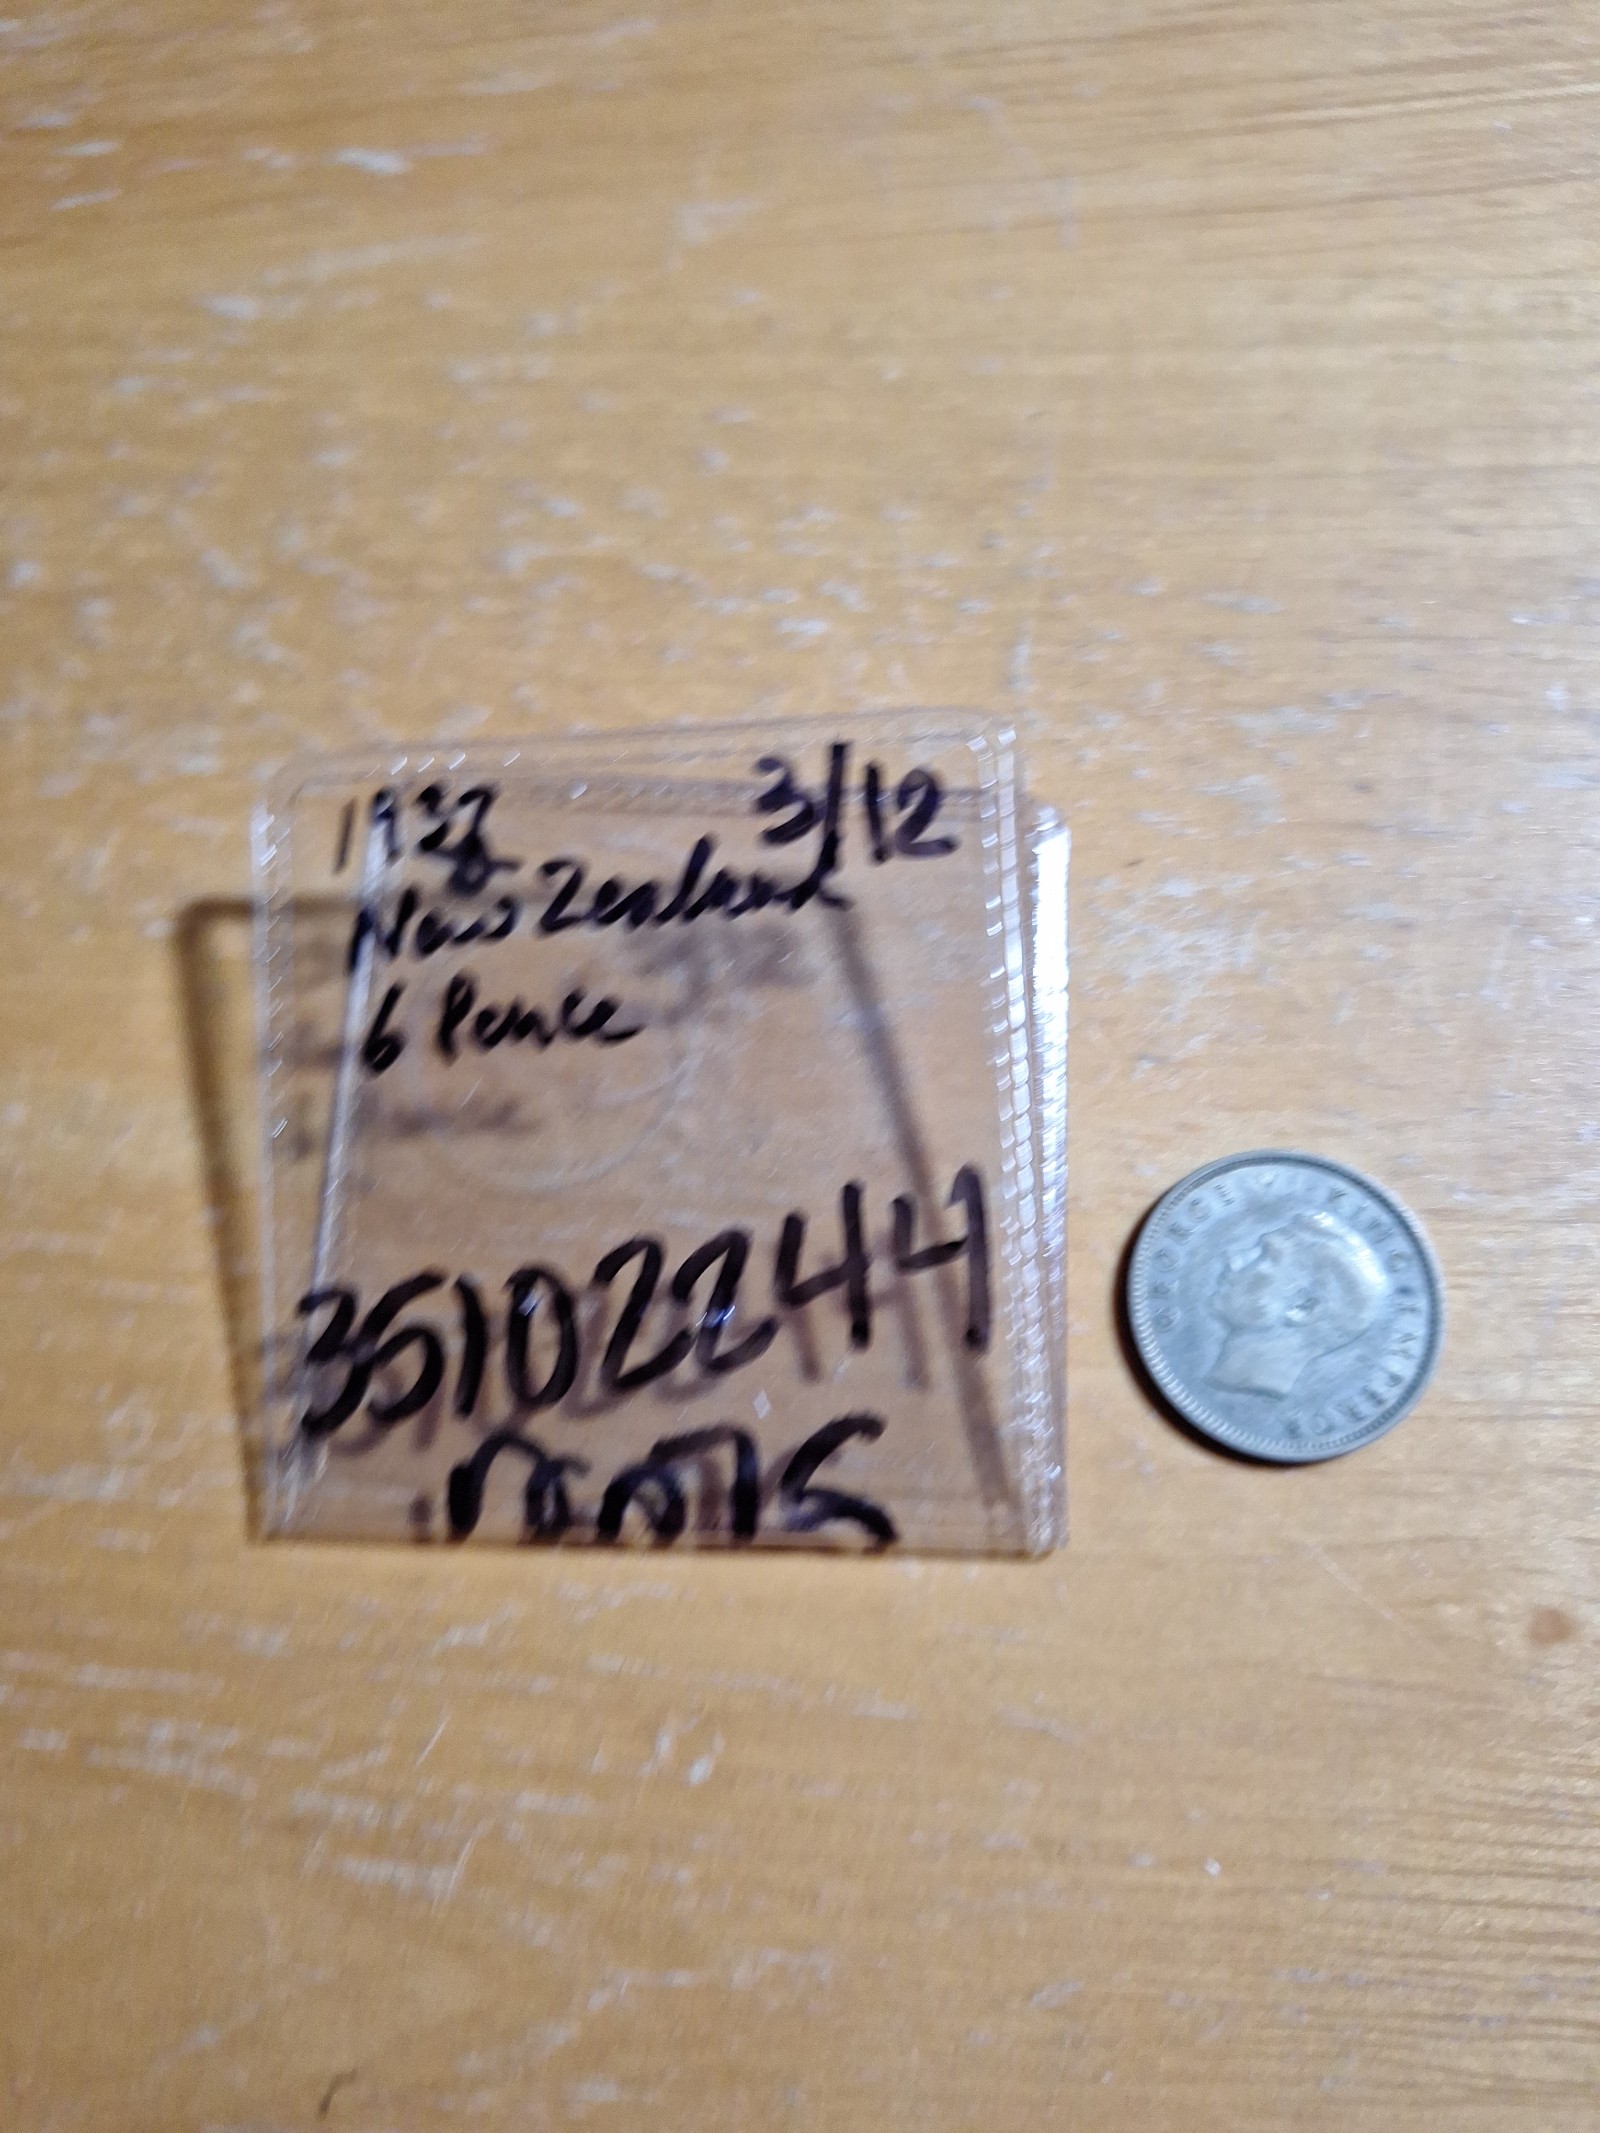 1937 3/12
New Zealand
6 Pence
35102244
GEORGE VI KING EMPEROR